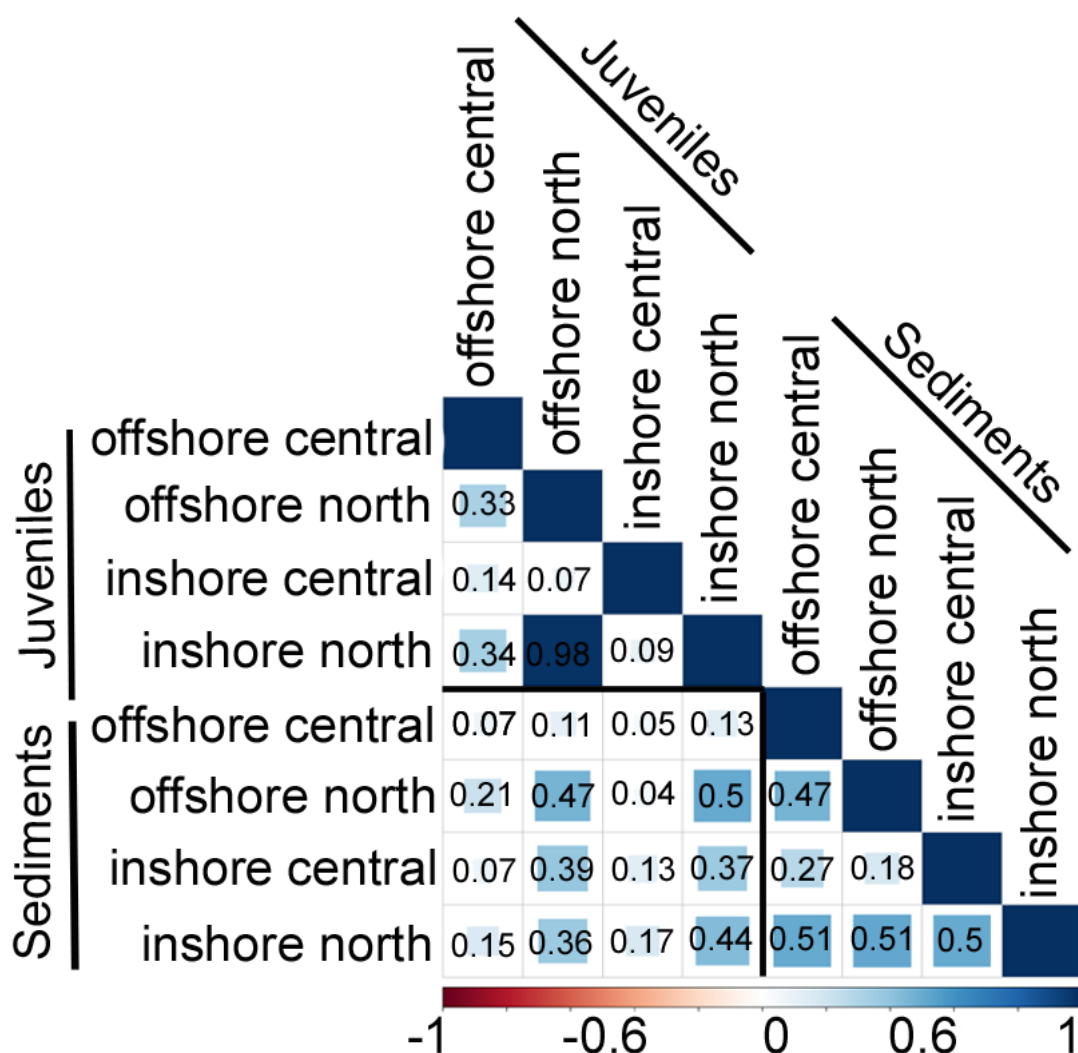 Juveniles
Sediments
offshore central
offshore north
inshore central
inshore north
offshore central
offshore north
inshore central
inshore north
Juveniles
Sediments
offshore central
offshore north 0.33
inshore central 0.14 0.07
inshore north 0.34 0.98 0.09
offshore central 0.07 0.11 0.05 0.13
offshore north 0.21 0.47 0.04 0.5 0.47
inshore central 0.07 0.39 0.13 0.37 0.27 0.18
inshore north 0.15 0.36 0.17 0.44 0.51 0.51 0.5
-1 -0.6 0 0.6 1